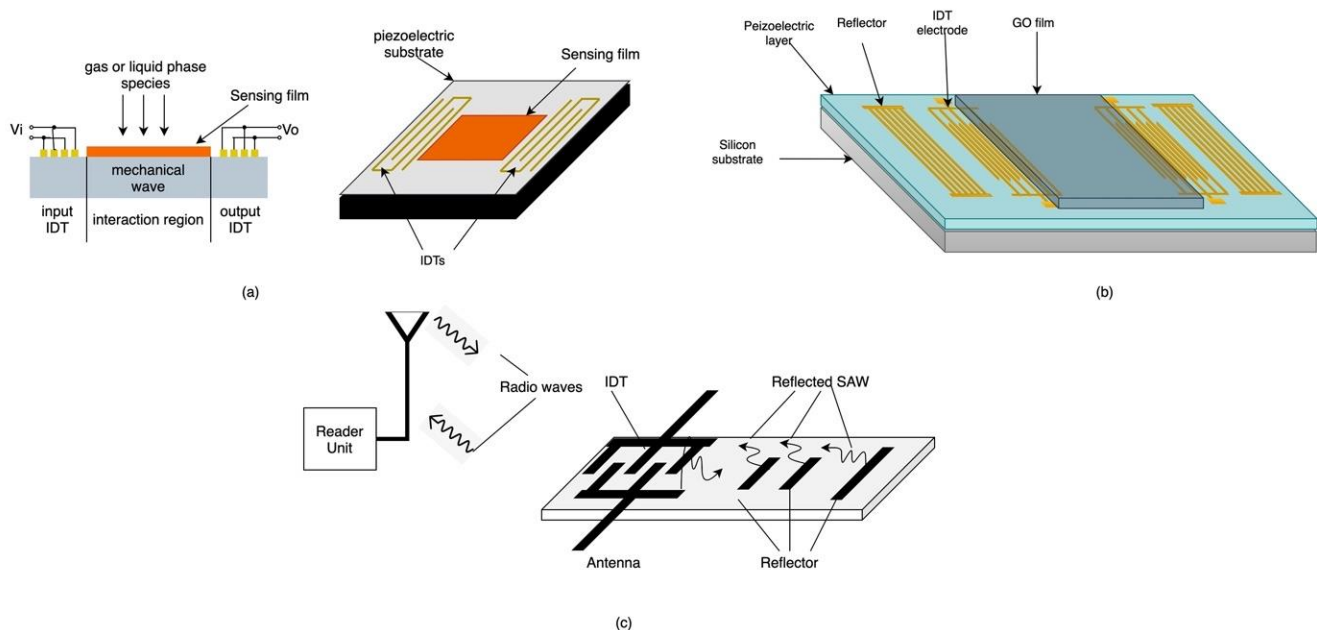 gas or liquid phase
species
Sensing film
Vi
Vo
mechanical
wave
input
IDT
interaction region
output
IDT
piezoelectric
substrate
Sensing film
IDTs
(a)
Peizoelectric
layer
Reflector
IDT
electrode
GO film
Silicon
substrate
(b)
Reader
Unit
Radio waves
IDT
Reflected SAW
Antenna
Reflector
(c)